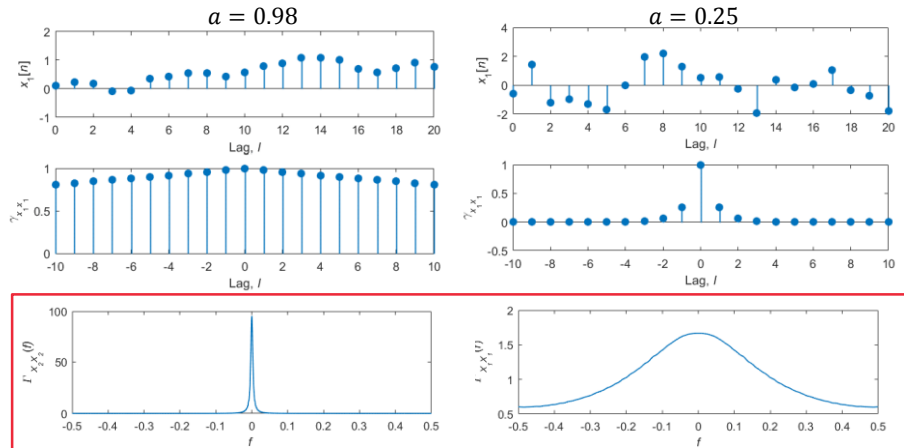 a = 0.98
a = 0.25
2
1
0
-1
x₁[n]
0 2 4 6 8 10 12 14 16 18 20
Lag, l
4
2
0
-2
x₁[n]
0 2 4 6 8 10 12 14 16 18 20
Lag, l
1
0.5
0
γx₁x₁
-10 -8 -6 -4 -2 0 2 4 6 8 10
Lag, l
1
0.5
0
-0.5
γx₁x₁
-10 -8 -6 -4 -2 0 2 4 6 8 10
Lag, l
100
50
0
Γx₂x₂(f)
-0.5 -0.4 -0.3 -0.2 -0.1 0 0.1 0.2 0.3 0.4 0.5
f
2
1.5
1
0.5
x₁x₁(f)
-0.5 -0.4 -0.3 -0.2 -0.1 0 0.1 0.2 0.3 0.4 0.5
f